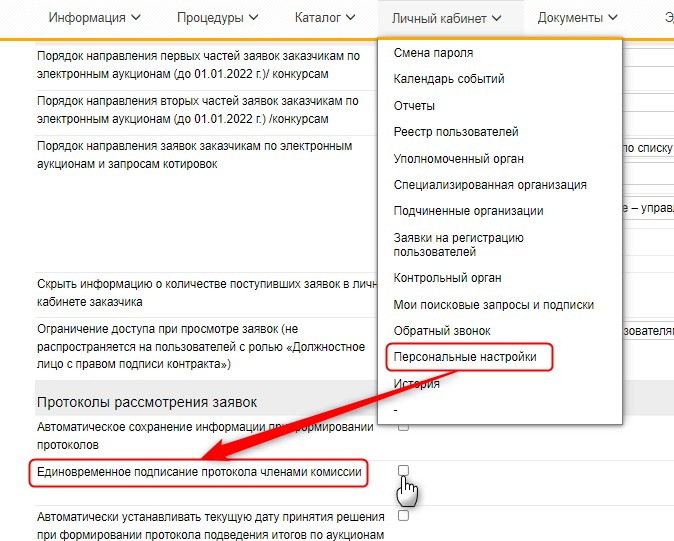 Информация Процедуры Каталог Личный кабинет Документы
Порядок направления первых частей заявок заказчикам по
электронным аукционам (до 01.01.2022 г.)/ конкурсам
Порядок направления вторых частей заявок заказчикам по
электронным аукционам (до 01.01.2022 г.) /конкурсам
Порядок направления заявок заказчикам по электронным
аукционам и запросам котировок
Скрыть информацию о количестве поступивших заявок в личн
кабинете заказчика
Ограничение доступа при просмотре заявок (не
распространяется на пользователей с ролью «Должностное
лицо с правом подписи контракта»)
Протоколы рассмотрения заявок
Автоматическое сохранение информации при формировании
протоколов
Единовременное подписание протокола членами комиссии
Автоматически устанавливать текущую дату принятия решения
при формировании протокола подведения итогов по аукционам
Смена пароля
Календарь событий
Отчеты
Реестр пользователей
Уполномоченный орган
Специализированная организация
Подчиненные организации
Заявки на регистрацию
пользователей
Контрольный орган
Мои поисковые запросы и подписки
Обратный звонок
Персональные настройки
История
-
по списку
е – управл
зователям